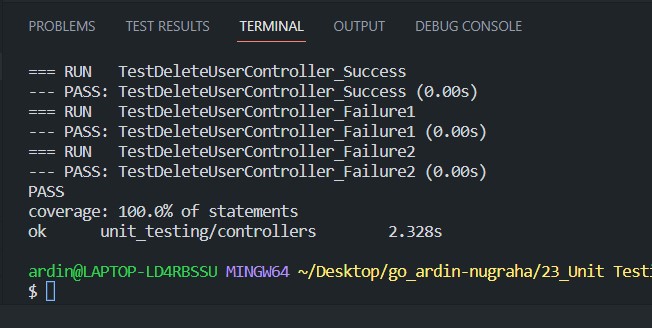 PROBLEMS TEST RESULTS TERMINAL OUTPUT DEBUG CONSOLE
=== RUN   TestDeleteUserController_Success
--- PASS: TestDeleteUserController_Success (0.00s)
=== RUN   TestDeleteUserController_Failure1
--- PASS: TestDeleteUserController_Failure1 (0.00s)
=== RUN   TestDeleteUserController_Failure2
--- PASS: TestDeleteUserController_Failure2 (0.00s)
PASS
coverage: 100.0% of statements
ok      unit_testing/controllers        2.328s
ardin@LAPTOP-LD4RBSSU MINGW64 ~/Desktop/go_ardin-nugraha/23_Unit Testi
$